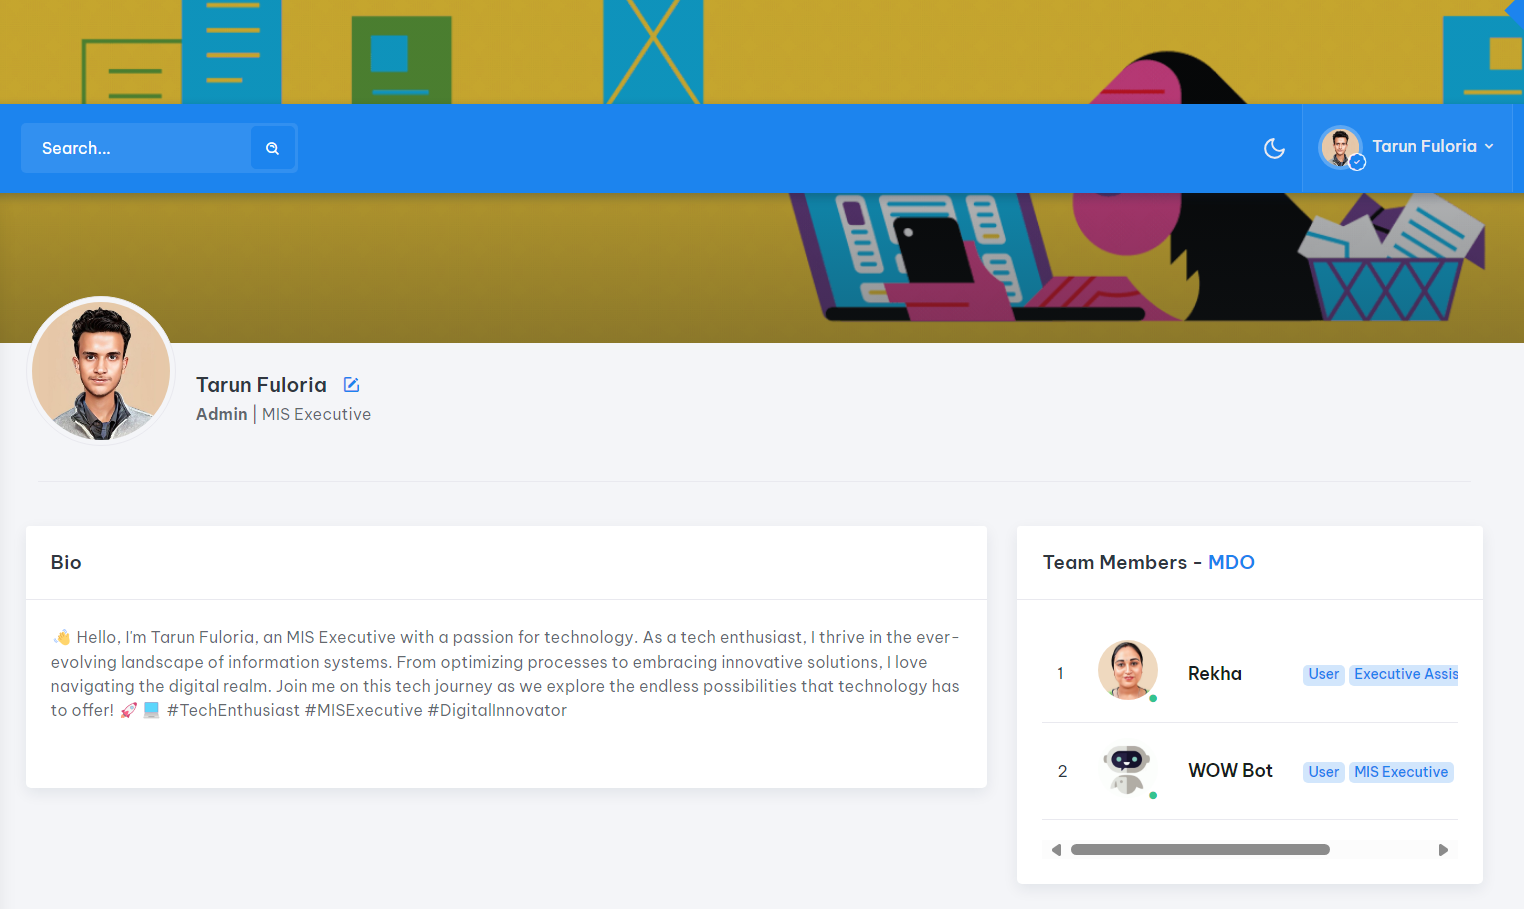 Search...
Tarun Fuloria
Tarun Fuloria
Admin | MIS Executive
Bio
👋 Hello, I'm Tarun Fuloria, an MIS Executive with a passion for technology. As a tech enthusiast, I thrive in the ever-
evolving landscape of information systems. From optimizing processes to embracing innovative solutions, I love
navigating the digital realm. Join me on this tech journey as we explore the endless possibilities that technology has
to offer! 🚀 💻 #TechEnthusiast #MISExecutive #DigitalInnovator
Team Members - MDO
1 Rekha User Executive Assis
2 WOW Bot User MIS Executive